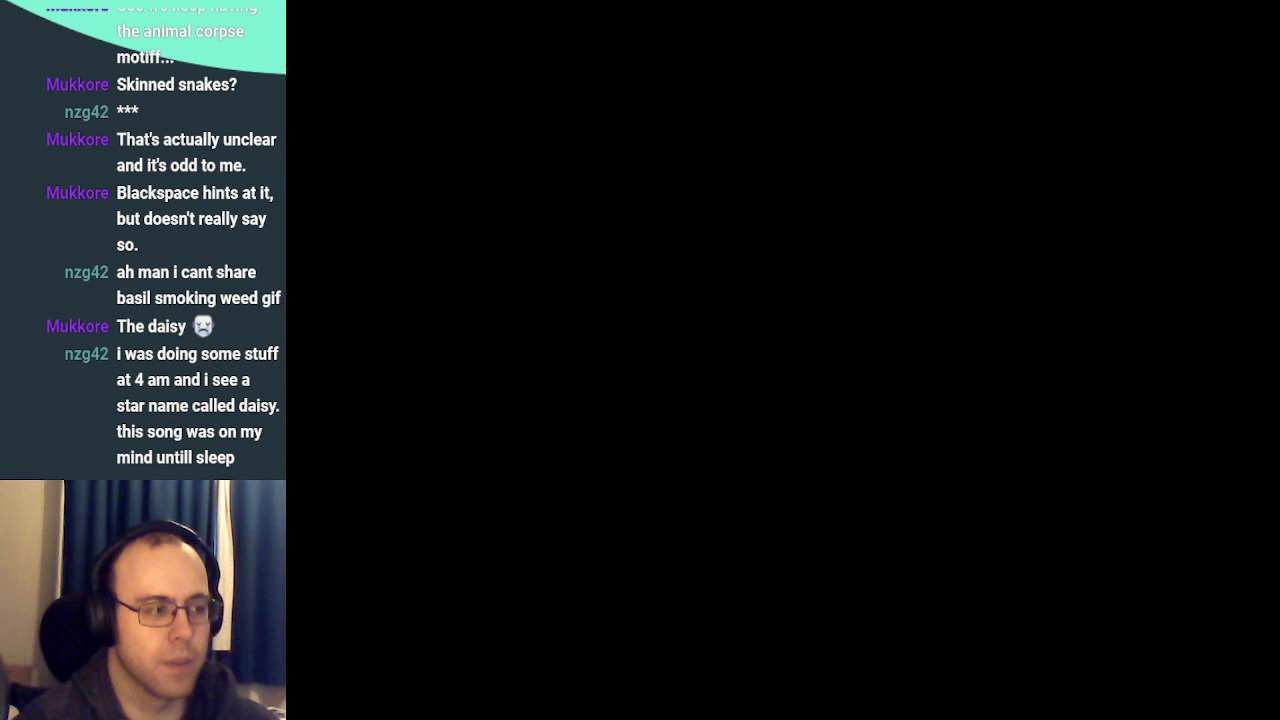 the animal corpse
motiff...
Mukkore Skinned snakes?
nzg42 ***
Mukkore That's actually unclear
and it's odd to me.
Mukkore Blackspace hints at it,
but doesn't really say
so.
nzg42 ah man i cant share
basil smoking weed gif
Mukkore The daisy
nzg42 i was doing some stuff
at 4 am and i see a
star name called daisy.
this song was on my
mind untill sleep